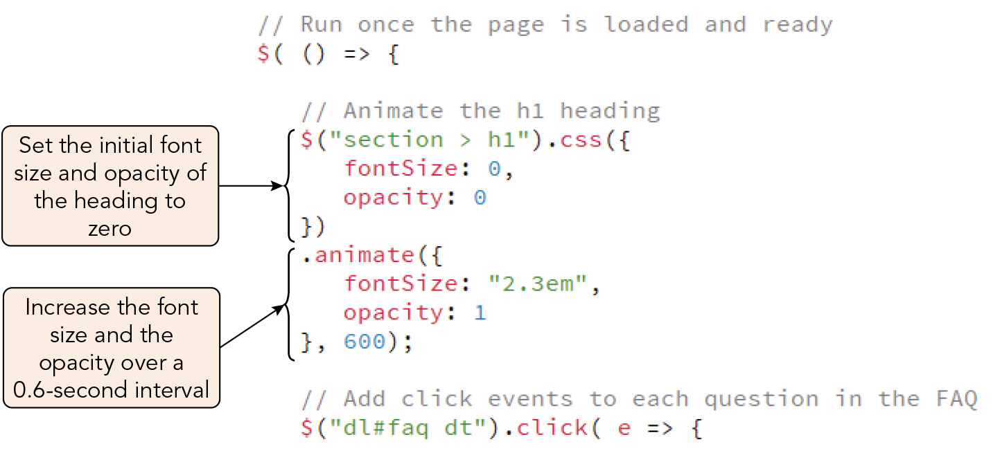 // Run once the page is loaded and ready
$( () => {
// Animate the h1 heading
$("section > h1").css({
fontSize: 0,
opacity: 0
})
.animate({
fontSize: "2.3em",
opacity: 1
}, 600);
// Add click events to each question in the FAQ
$("dl#faq dt").click( e => {
Set the initial font
size and opacity of
the heading to
zero
Increase the font
size and the
opacity over a
0.6-second interval